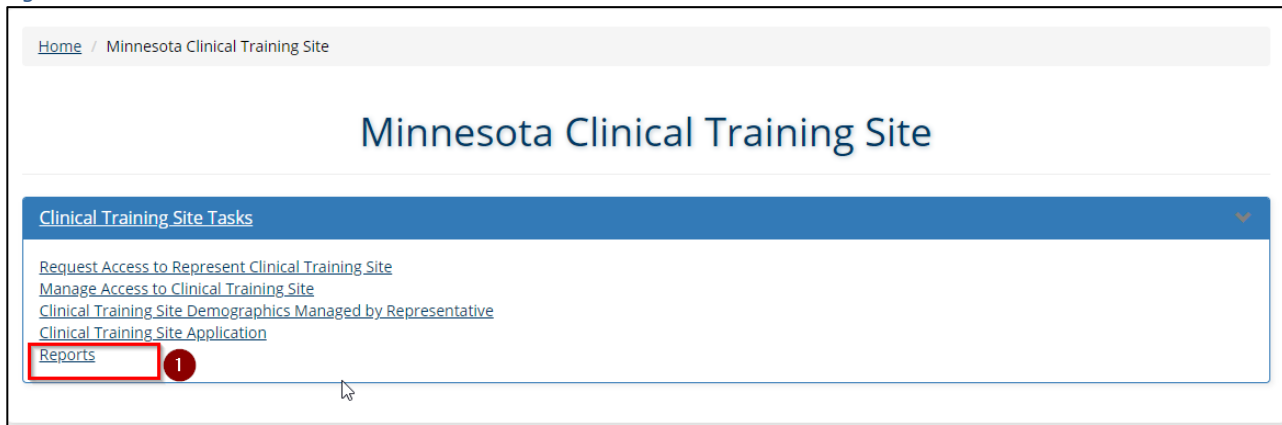 Home / Minnesota Clinical Training Site
Minnesota Clinical Training Site
Clinical Training Site Tasks
Request Access to Represent Clinical Training Site
Manage Access to Clinical Training Site
Clinical Training Site Demographics Managed by Representative
Clinical Training Site Application
Reports
1